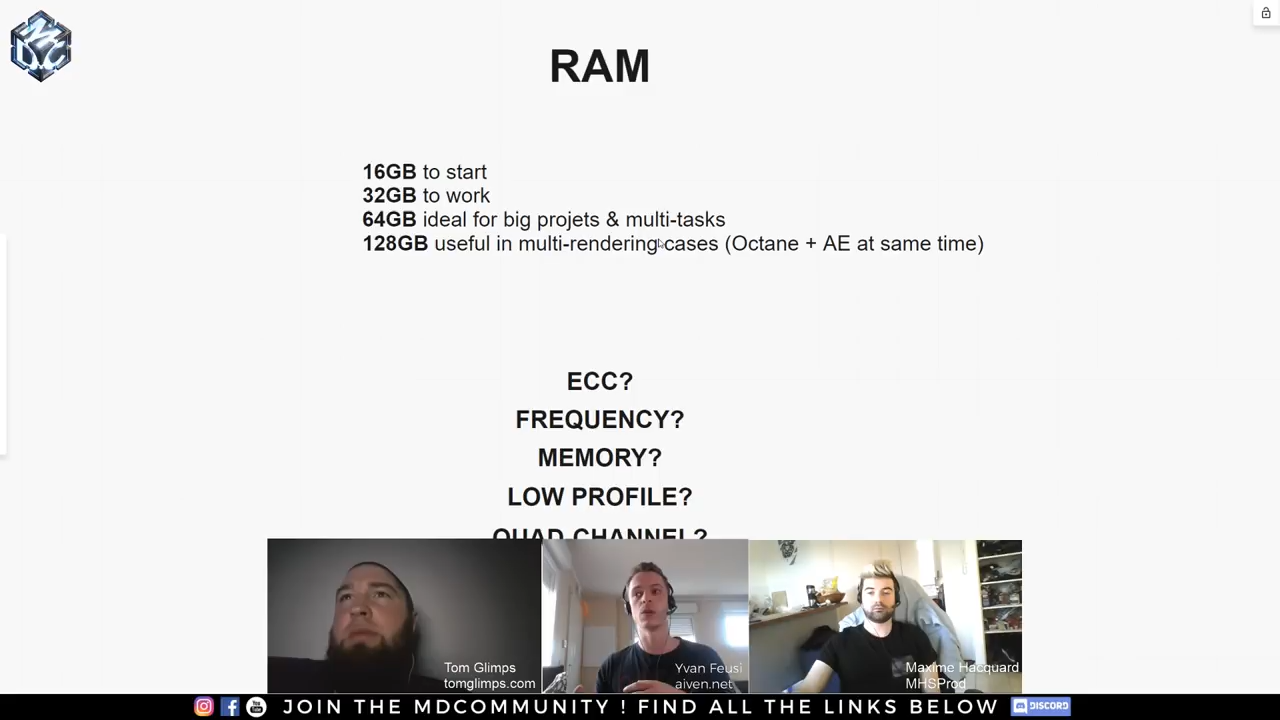 RAM
16GB to start
32GB to work
64GB ideal for big projets & multi-tasks
128GB useful in multi-rendering cases (Octane + AE at same time)
ECC?
FREQUENCY?
MEMORY?
LOW PROFILE?
QUAD CHANNEL?
Tom Glimps
tomglimps.com
Yvan Feusi
aiven.net
Maxime Hacquard
MHSProd
JOIN THE MDCOMMUNITY ! FIND ALL THE LINKS BELOW
DISCORD